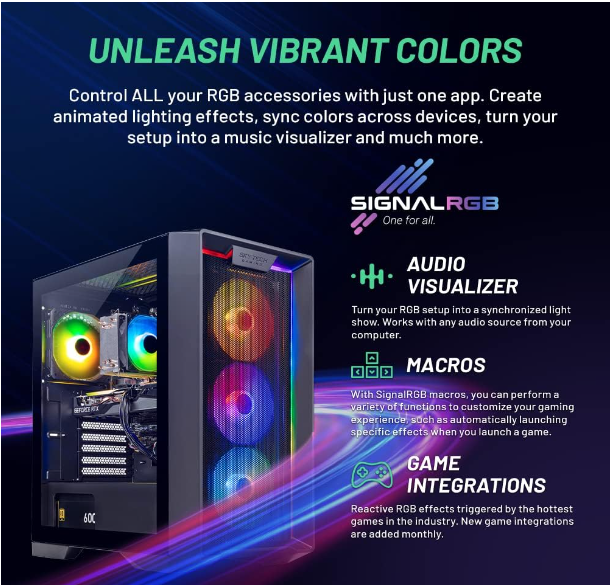 UNLEASH VIBRANT COLORS
Control ALL your RGB accessories with just one app. Create
animated lighting effects, sync colors across devices, turn your
setup into a music visualizer and much more.
SIGNALRGB
One for all.
SKYTECH
GAMING
AUDIO
VISUALIZER
Turn your RGB setup into a synchronized light
show. Works with any audio source from your
computer.
MACROS
With SignalRGB macros, you can perform a
variety of functions to customize your gaming
experience, such as automatically launching
specific effects when you launch a game.
GAME
INTEGRATIONS
Reactive RGB effects triggered by the hottest
games in the industry. New game integrations
are added monthly.
GEFORCE RTX
600